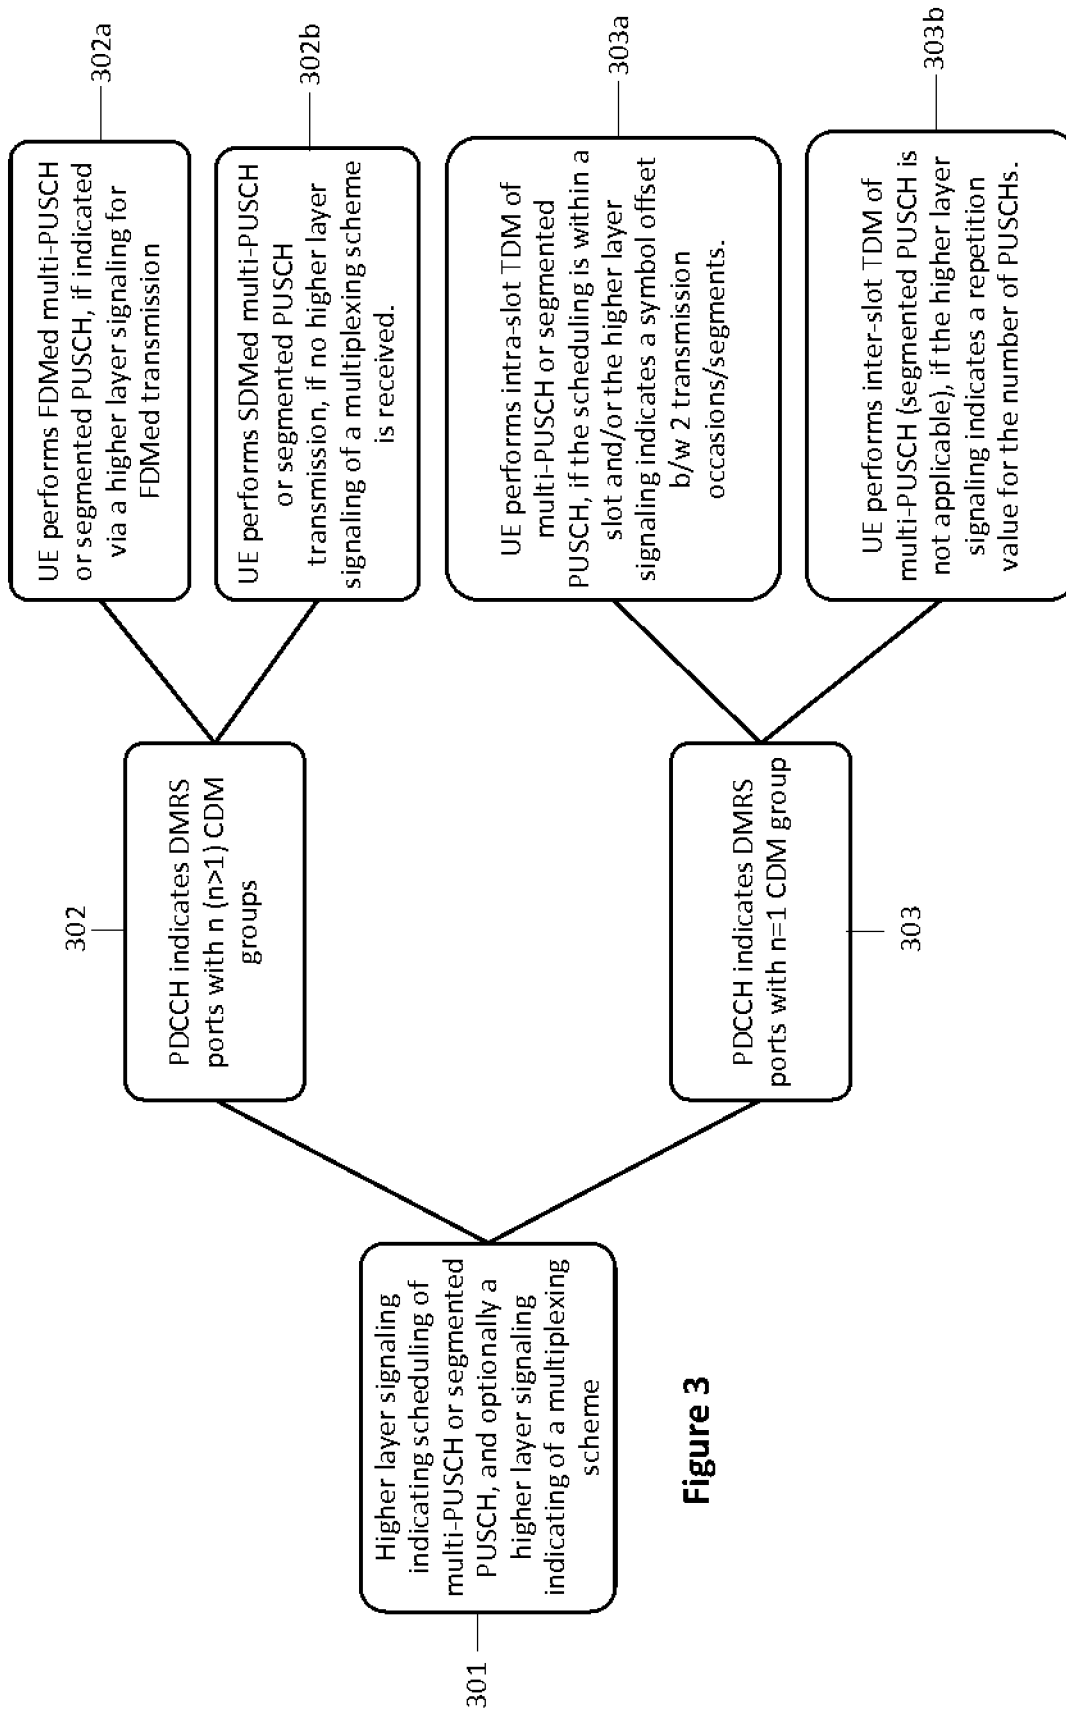 301
Higher layer signaling
indicating scheduling of
multi-PUSCH or segmented
PUSCH, and optionally a
higher layer signaling
indicating of a multiplexing
scheme
302
PDCCH indicates DMRS
ports with n (n>1) CDM
groups
303
PDCCH indicates DMRS
ports with n=1 CDM group
302a
UE performs FDMed multi-PUSCH
or segmented PUSCH, if indicated
via a higher layer signaling for
FDMed transmission
302b
UE performs SDMed multi-PUSCH
or segmented PUSCH
transmission, if no higher layer
signaling of a multiplexing scheme
is received.
303a
UE performs intra-slot TDM of
multi-PUSCH or segmented
PUSCH, if the scheduling is within a
slot and/or the higher layer
signaling indicates a symbol offset
b/w 2 transmission
occasions/segments.
303b
UE performs inter-slot TDM of
multi-PUSCH (segmented PUSCH is
not applicable), if the higher layer
signaling indicates a repetition
value for the number of PUSCHs.
Figure 3